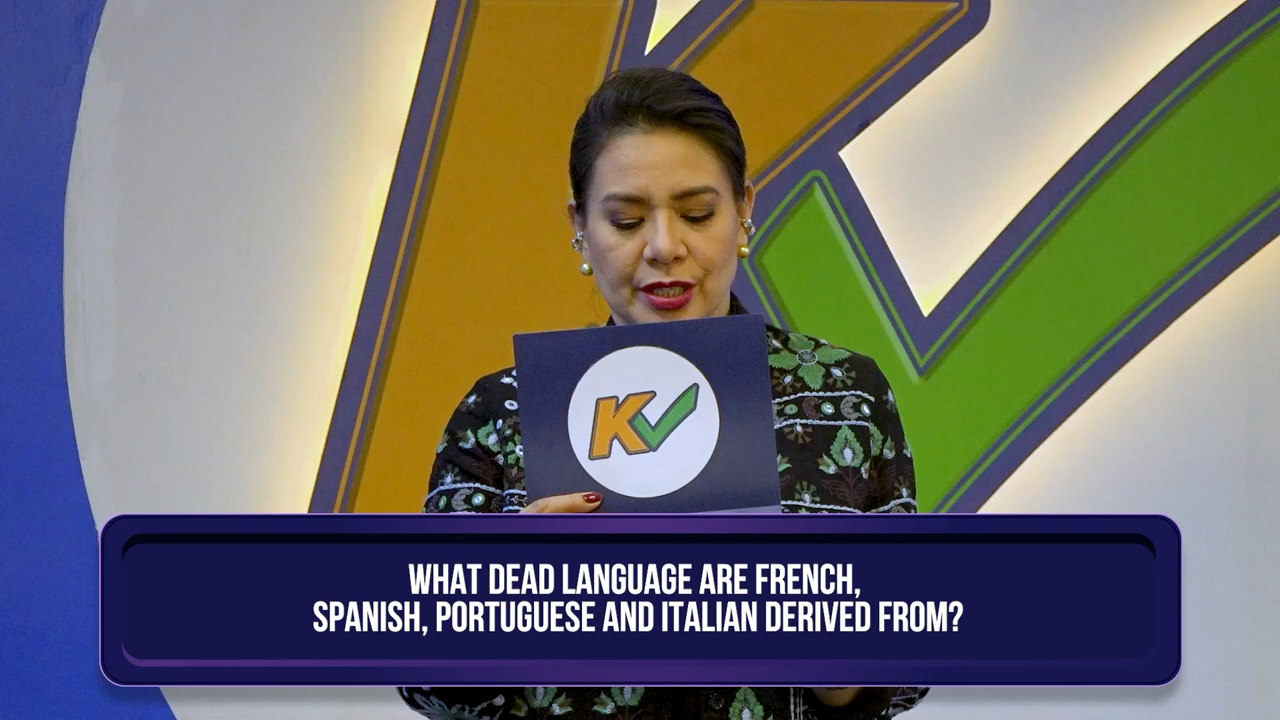 K
WHAT DEAD LANGUAGE ARE FRENCH,
SPANISH, PORTUGUESE AND ITALIAN DERIVED FROM?